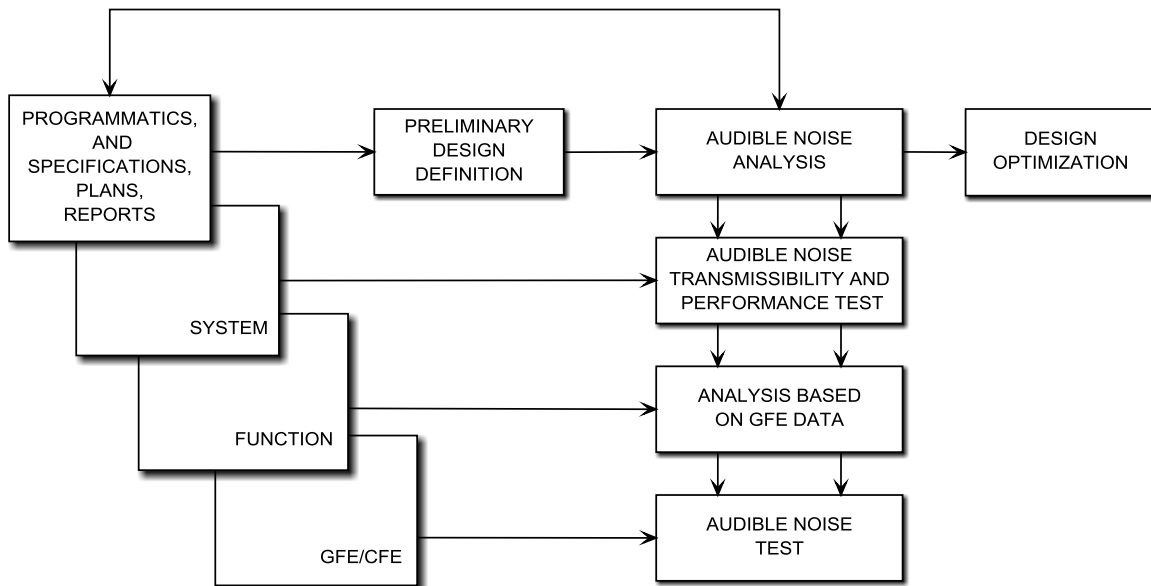 PROGRAMMATICS,
AND
SPECIFICATIONS,
PLANS,
REPORTS
PRELIMINARY
DESIGN
DEFINITION
AUDIBLE NOISE
ANALYSIS
DESIGN
OPTIMIZATION
SYSTEM
AUDIBLE NOISE
TRANSMISSIBILITY AND
PERFORMANCE TEST
FUNCTION
ANALYSIS BASED
ON GFE DATA
GFE/CFE
AUDIBLE NOISE
TEST